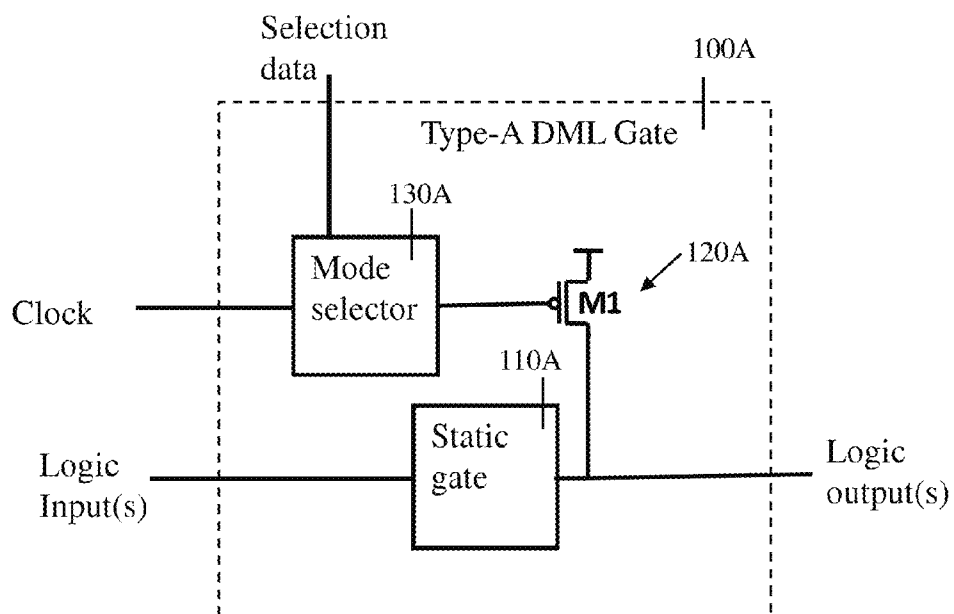 Selection
data
100A
Type-A DML Gate
130A
Mode
selector
120A
M1
Clock
110A
Static
gate
Logic
Input(s)
Logic
output(s)